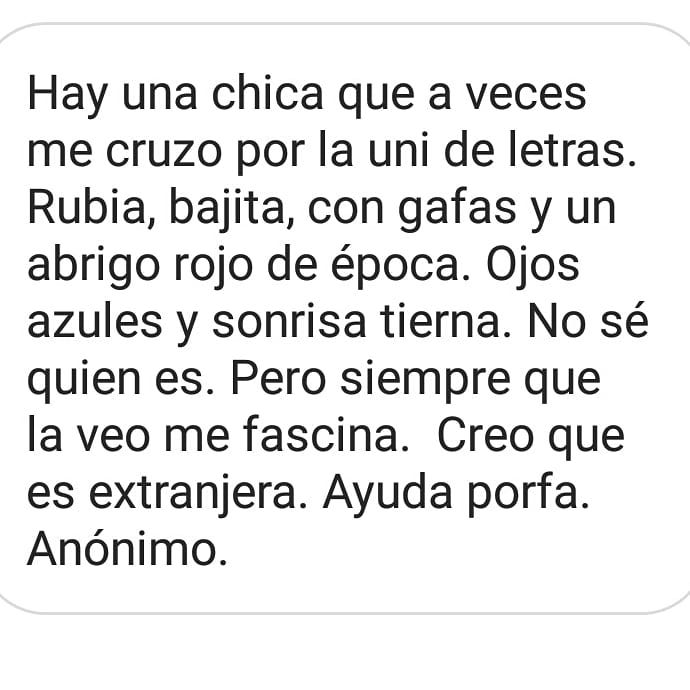 Hay una chica que a veces
me cruzo por la uni de letras.
Rubia, bajita, con gafas y un
abrigo rojo de época. Ojos
azules y sonrisa tierna. No sé
quien es. Pero siempre que
la veo me fascina.  Creo que
es extranjera. Ayuda porfa.
Anónimo.